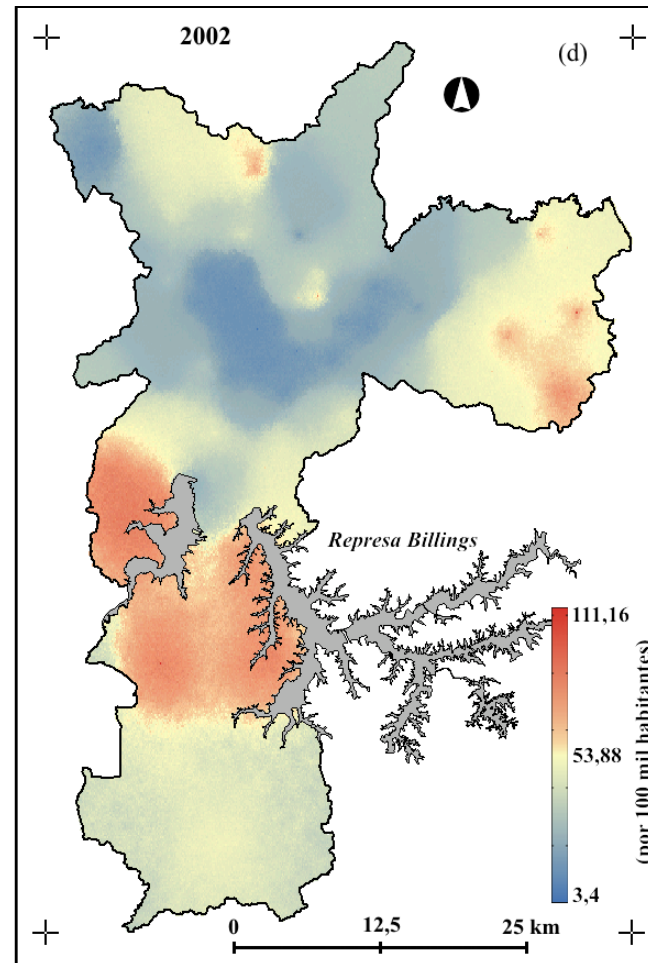 2002
(d)
Represa Billings
111,16
53,88
3,4
(por 100 mil habitantes)
0 12,5 25 km